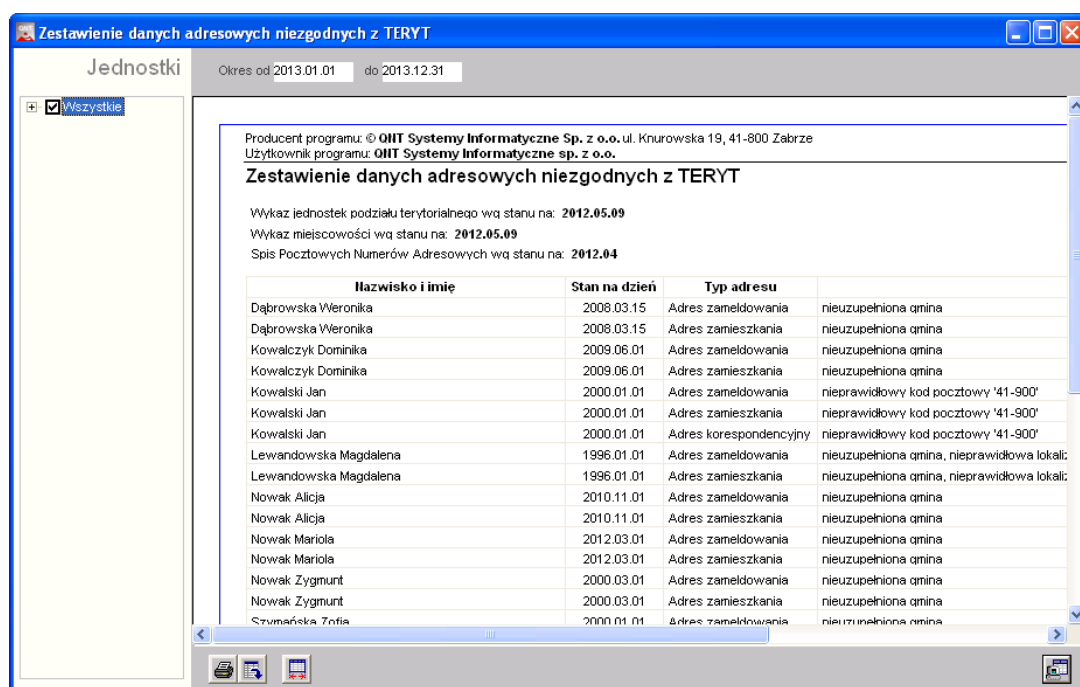 Zestawienie danych adresowych niezgodnych z TERYT
Jednostki
Okres od 2013.01.01 do 2013.12.31
Wszystkie
Producent programu: © QNT Systemy Informatyczne Sp. z o.o. ul. Knurowska 19, 41-800 Zabrze
Użytkownik programu: QNT Systemy Informatyczne sp. z o.o.
Zestawienie danych adresowych niezgodnych z TERYT
Wykaz jednostek podziału terytorialnego wg stanu na: 2012.05.09
Wykaz miejscowości wg stanu na: 2012.05.09
Spis Pocztowych Numerów Adresowych wg stanu na: 2012.04
Nazwisko i imię Stan na dzień Typ adresu
Dąbrowska Weronika 2008.03.15 Adres zameldowania nieuzupełniona gmina
Dąbrowska Weronika 2008.03.15 Adres zamieszkania nieuzupełniona gmina
Kowalczyk Dominika 2009.06.01 Adres zameldowania nieuzupełniona gmina
Kowalczyk Dominika 2009.06.01 Adres zamieszkania nieuzupełniona gmina
Kowalski Jan 2000.01.01 Adres zameldowania nieprawidłowy kod pocztowy '41-900'
Kowalski Jan 2000.01.01 Adres zamieszkania nieprawidłowy kod pocztowy '41-900'
Kowalski Jan 2000.01.01 Adres korespondencyjny nieprawidłowy kod pocztowy '41-900'
Lewandowska Magdalena 1996.01.01 Adres zameldowania nieuzupełniona gmina, nieprawidłowa lokaliz
Lewandowska Magdalena 1996.01.01 Adres zamieszkania nieuzupełniona gmina, nieprawidłowa lokaliz
Nowak Alicja 2010.11.01 Adres zameldowania nieuzupełniona gmina
Nowak Alicja 2010.11.01 Adres zamieszkania nieuzupełniona gmina
Nowak Mariola 2012.03.01 Adres zameldowania nieuzupełniona gmina
Nowak Mariola 2012.03.01 Adres zamieszkania nieuzupełniona gmina
Nowak Zygmunt 2000.03.01 Adres zameldowania nieuzupełniona gmina
Nowak Zygmunt 2000.03.01 Adres zamieszkania nieuzupełniona gmina
Szymańska Zofia 2000.01.01 Adres zameldowania nieuzupełniona gmina